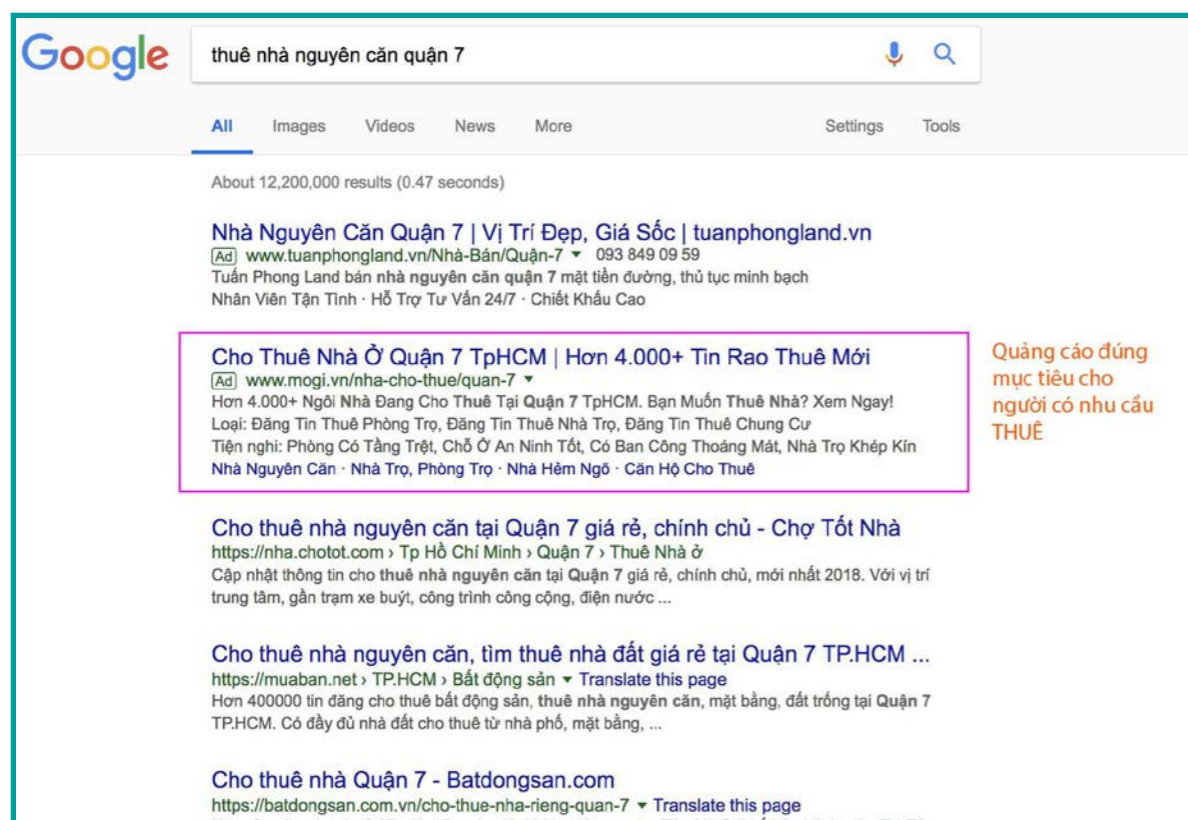 Google
thuê nhà nguyên căn quận 7
All Images Videos News More Settings Tools
About 12,200,000 results (0.47 seconds)
Nhà Nguyên Căn Quận 7 | Vị Trí Đẹp, Giá Sốc | tuanphongland.vn
Ad www.tuanphongland.vn/Nhà-Bán/Quận-7 093 849 09 59
Tuấn Phong Land bán nhà nguyên căn quận 7 mặt tiền đường, thủ tục minh bạch
Nhân Viên Tận Tình · Hỗ Trợ Tư Vấn 24/7 · Chiết Khấu Cao
Cho Thuê Nhà Ở Quận 7 TpHCM | Hơn 4.000+ Tin Rao Thuê Mới
Ad www.mogi.vn/nha-cho-thue/quan-7
Hơn 4.000+ Ngôi Nhà Đang Cho Thuê Tại Quận 7 TpHCM. Bạn Muốn Thuê Nhà? Xem Ngay!
Loại: Đăng Tin Thuê Phòng Trọ, Đăng Tin Thuê Nhà Trọ, Đăng Tin Thuê Chung Cư
Tiện nghi: Phòng Có Tầng Trệt, Chỗ Ở An Ninh Tốt, Có Ban Công Thoáng Mát, Nhà Trọ Khép Kín
Nhà Nguyên Căn · Nhà Trọ, Phòng Trọ · Nhà Hẻm Ngõ · Căn Hộ Cho Thuê
Quảng cáo đúng
mục tiêu cho
người có nhu cầu
THUÊ
Cho thuê nhà nguyên căn tại Quận 7 giá rẻ, chính chủ - Chợ Tốt Nhà
https://nha.chotot.com › Tp Hồ Chí Minh › Quận 7 › Thuê Nhà ở
Cập nhật thông tin cho thuê nhà nguyên căn tại Quận 7 giá rẻ, chính chủ, mới nhất 2018. Với vị trí
trung tâm, gần trạm xe buýt, công trình công cộng, điện nước ...
Cho thuê nhà nguyên căn, tìm thuê nhà đất giá rẻ tại Quận 7 TP.HCM ...
https://muaban.net › TP.HCM › Bất động sản Translate this page
Hơn 400000 tin đăng cho thuê bất động sản, thuê nhà nguyên căn, mặt bằng, đất trống tại Quận 7
TP.HCM. Có đầy đủ nhà đất cho thuê từ nhà phố, mặt bằng, ...
Cho thuê nhà Quận 7 - Batdongsan.com
https://batdongsan.com.vn/cho-thue-nha-rieng-quan-7 Translate this page